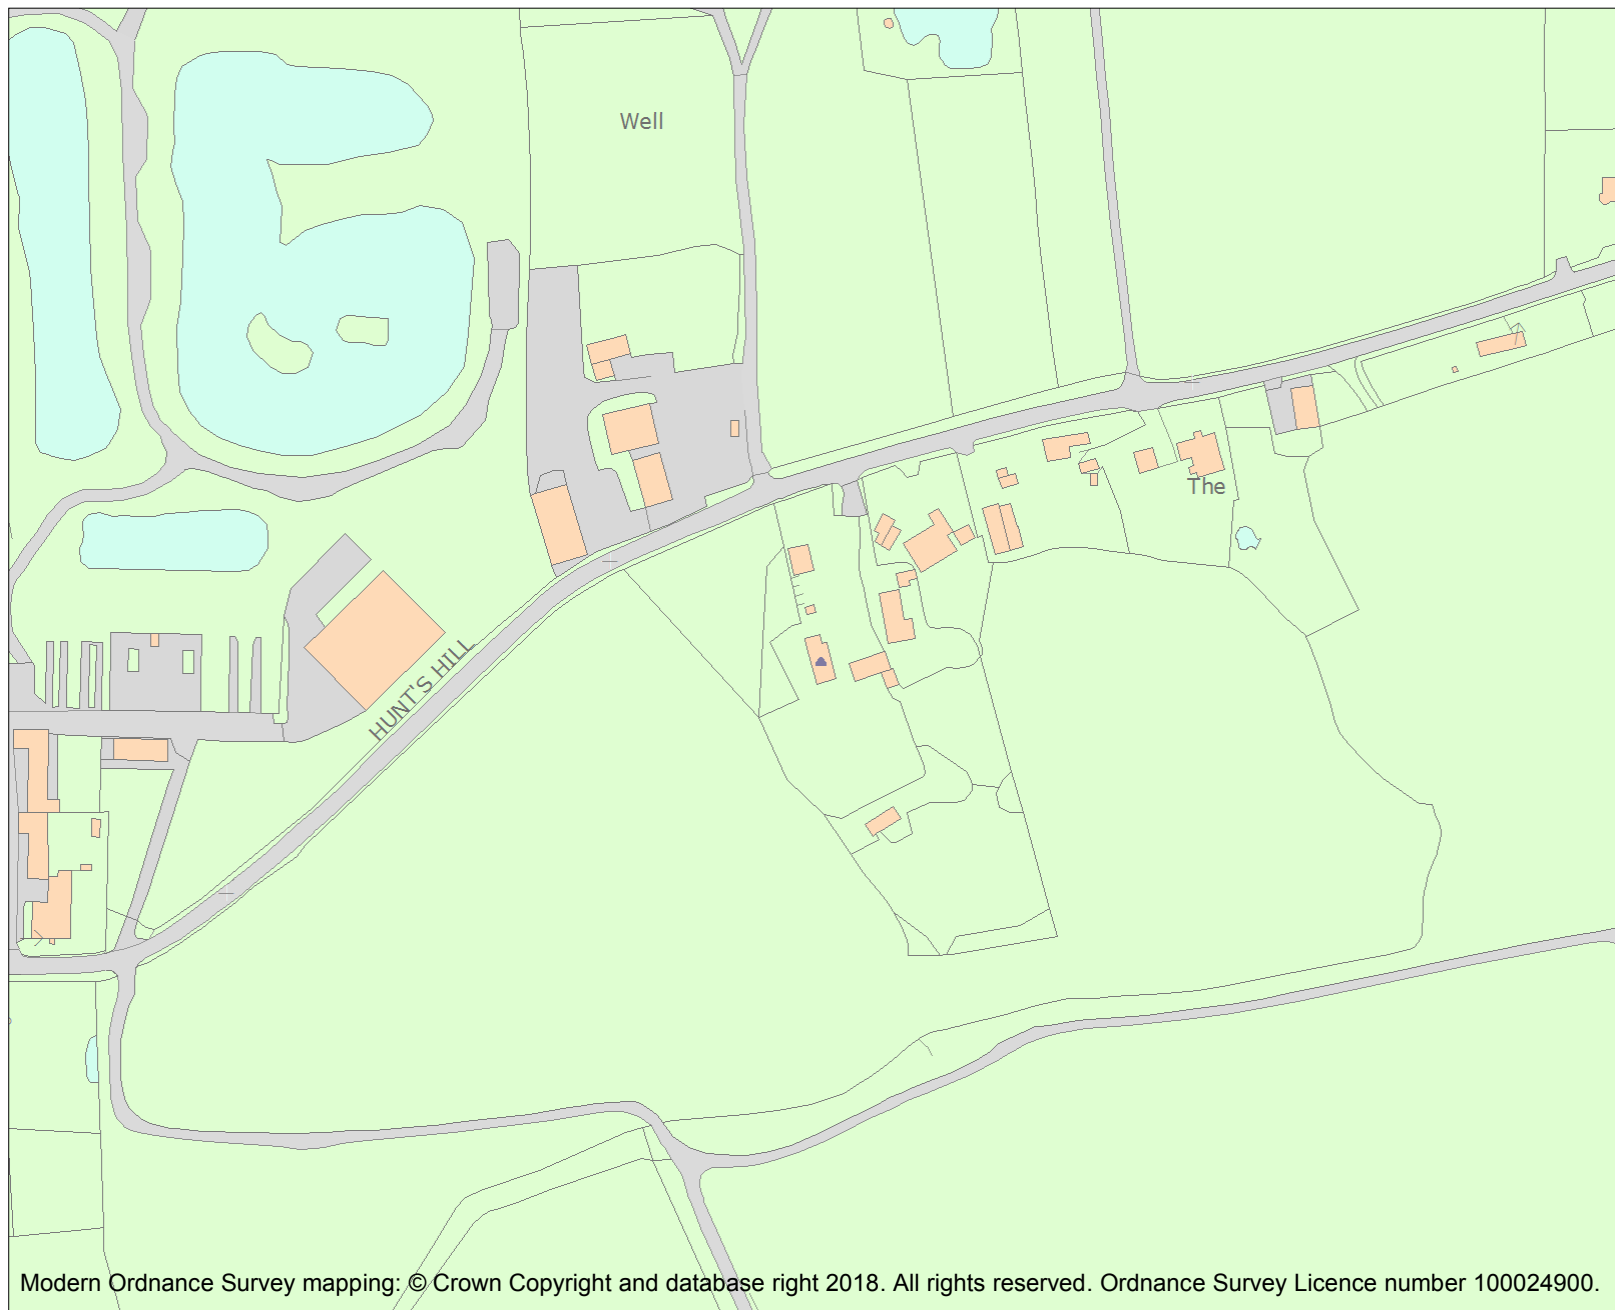 Well
The
HUNT'S HILL
Modern Ordnance Survey mapping: © Crown Copyright and database right 2018. All rights reserved. Ordnance Survey Licence number 100024900.